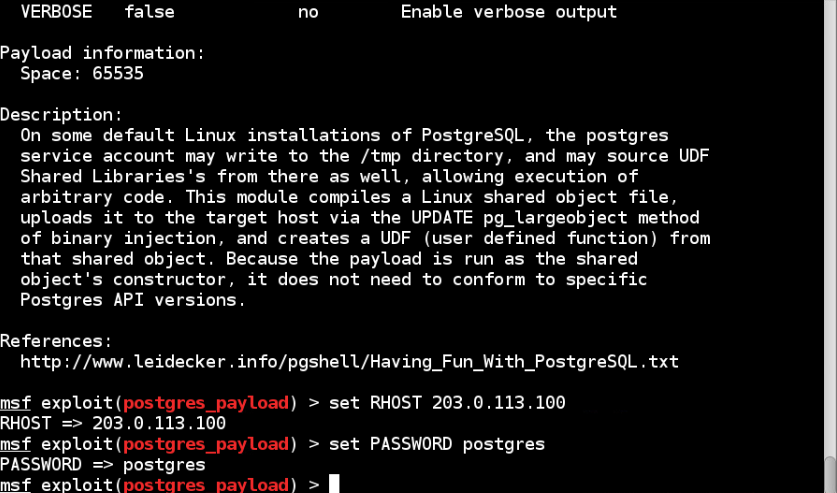 VERBOSE false no Enable verbose output
Payload information:
Space: 65535
Description:
On some default Linux installations of PostgreSQL, the postgres
service account may write to the /tmp directory, and may source UDF
Shared Libraries's from there as well, allowing execution of
arbitrary code. This module compiles a Linux shared object file,
uploads it to the target host via the UPDATE pg_largeobject method
of binary injection, and creates a UDF (user defined function) from
that shared object. Because the payload is run as the shared
object's constructor, it does not need to conform to specific
Postgres API versions.
References:
http://www.leidecker.info/pgshell/Having_Fun_With_PostgreSQL.txt
msf exploit(postgres_payload) > set RHOST 203.0.113.100
RHOST => 203.0.113.100
msf exploit(postgres_payload) > set PASSWORD postgres
PASSWORD => postgres
msf exploit(postgres_payload) >